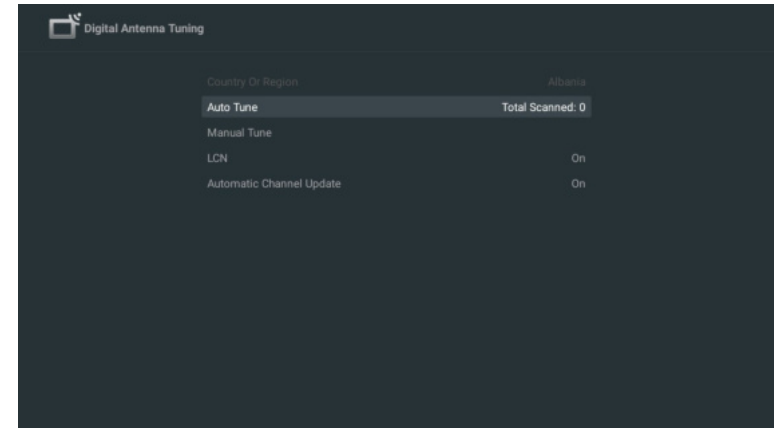 Digital Antenna Tuning
Country Or Region Albania
Auto Tune Total Scanned: 0
Manual Tune
LCN On
Automatic Channel Update On